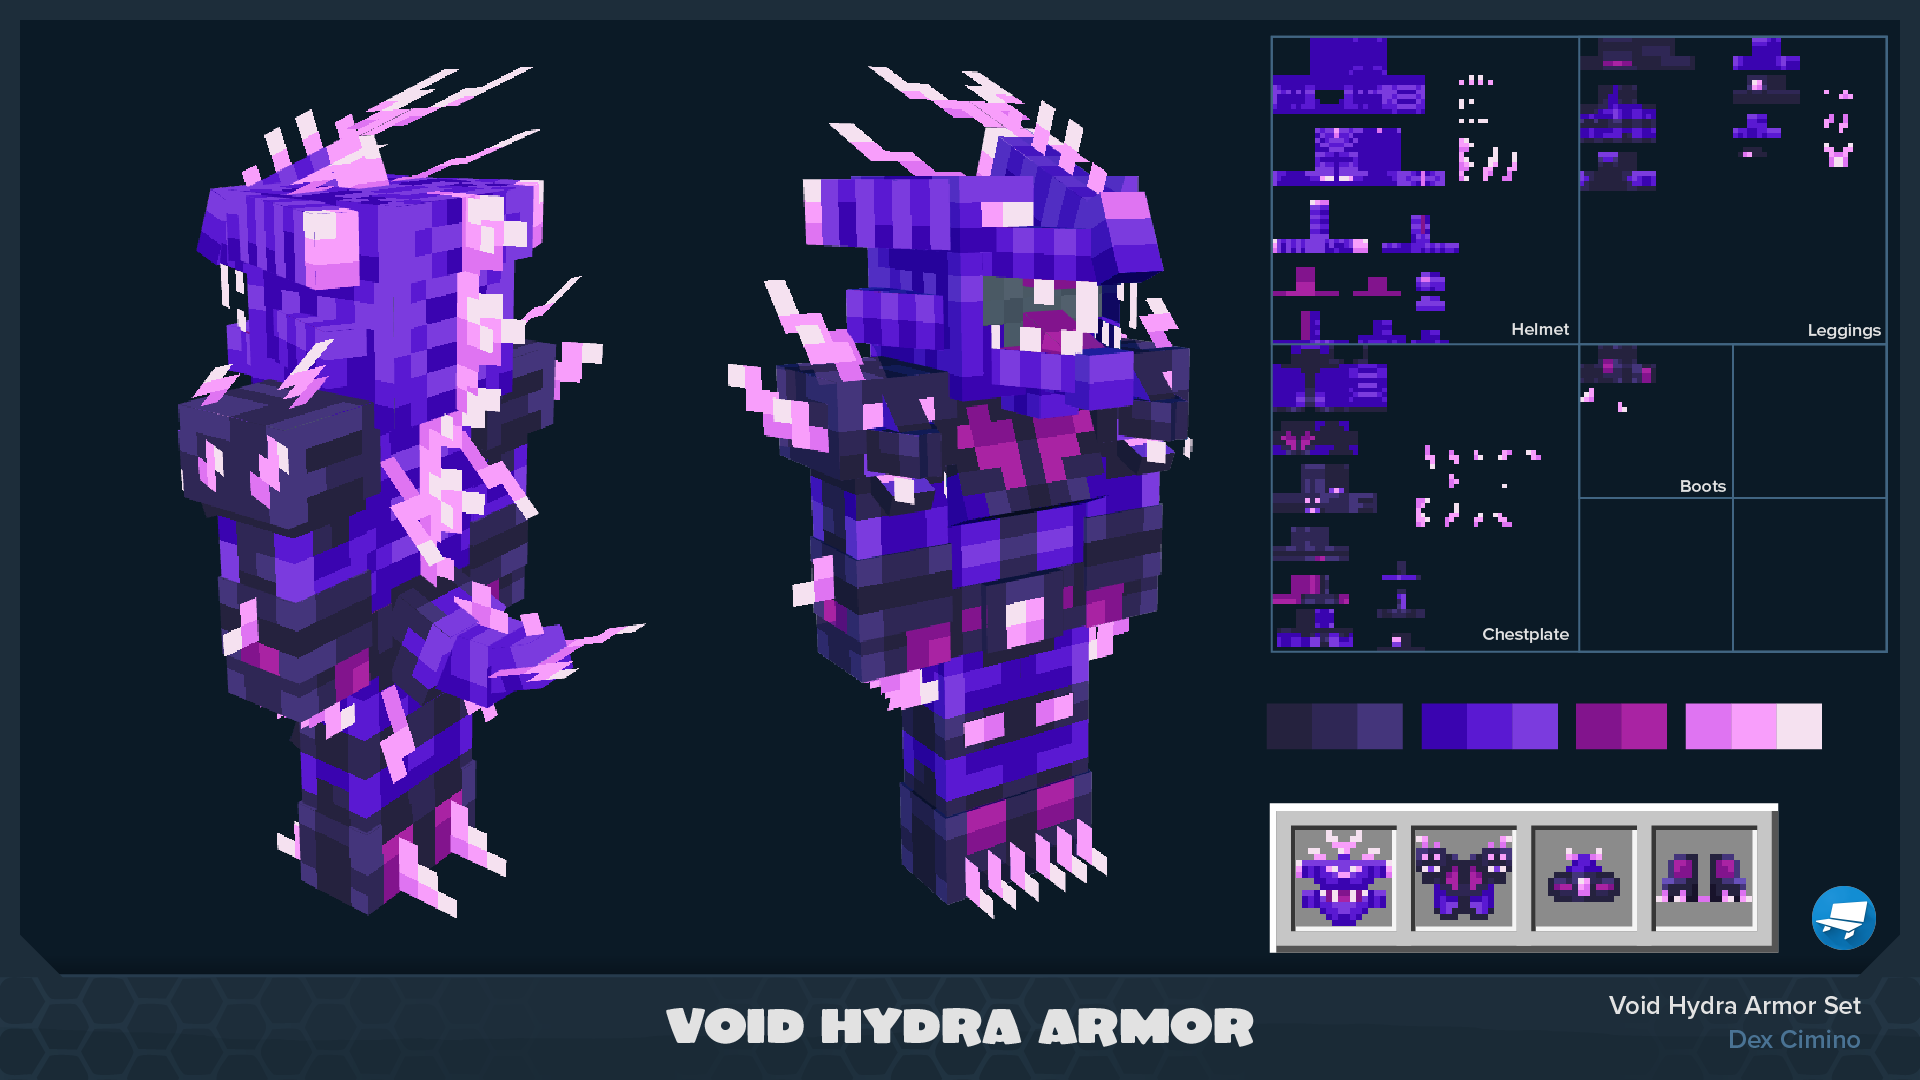 Helmet
Leggings
Boots
Chestplate
VOID HYDRA ARMOR
Void Hydra Armor Set
Dex Cimino